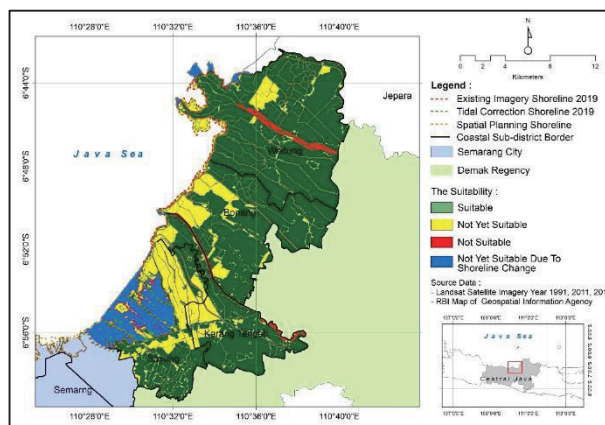 110°28'0"E 110°32'0"E 110°36'0"E 110°40'0"E
N
6°44'0"S
0 2 4 8 12
Kilometers
Jepara
Legend :
Existing Imagery Shoreline 2019
Tidal Correction Shoreline 2019
Spatial Planning Shoreline
Coastal Sub-district Border
Semarang City
Demak Regency
Java Sea
Wedung
6°48'0"S
Bonang
The Suitability :
Suitable
Not Yet Suitable
Not Suitable
Not Yet Suitable Due To
Shoreline Change
6°52'0"S
Source Data :
- Landsat Satellite Imagery Year 1991, 2011,
- RBI Map of Geospatial Information Agency
6°56'0"S
Karang Tengah
Sayung
Semarng
Java Sea
Central Java
110°28'0"E 110°32'0"E 110°36'0"E 110°40'0"E